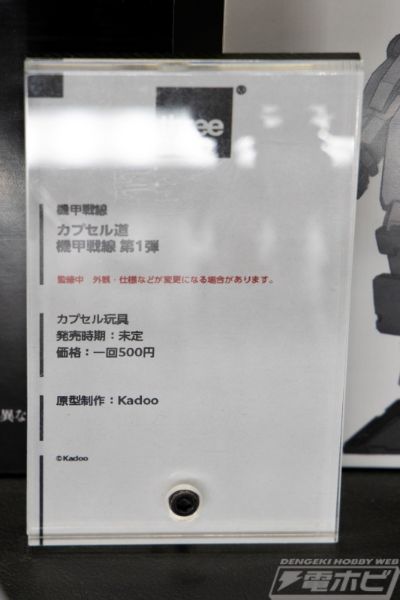 機甲戦線
カプセル道
機甲戦線 第1弾
監修中 外観・仕様などが変更になる場合があります。
カプセル玩具
発売時期：未定
価格：一回500円
原型制作：Kadoo
©Kadoo
異な
DENGEKI HOBBY WEB
電ホビ